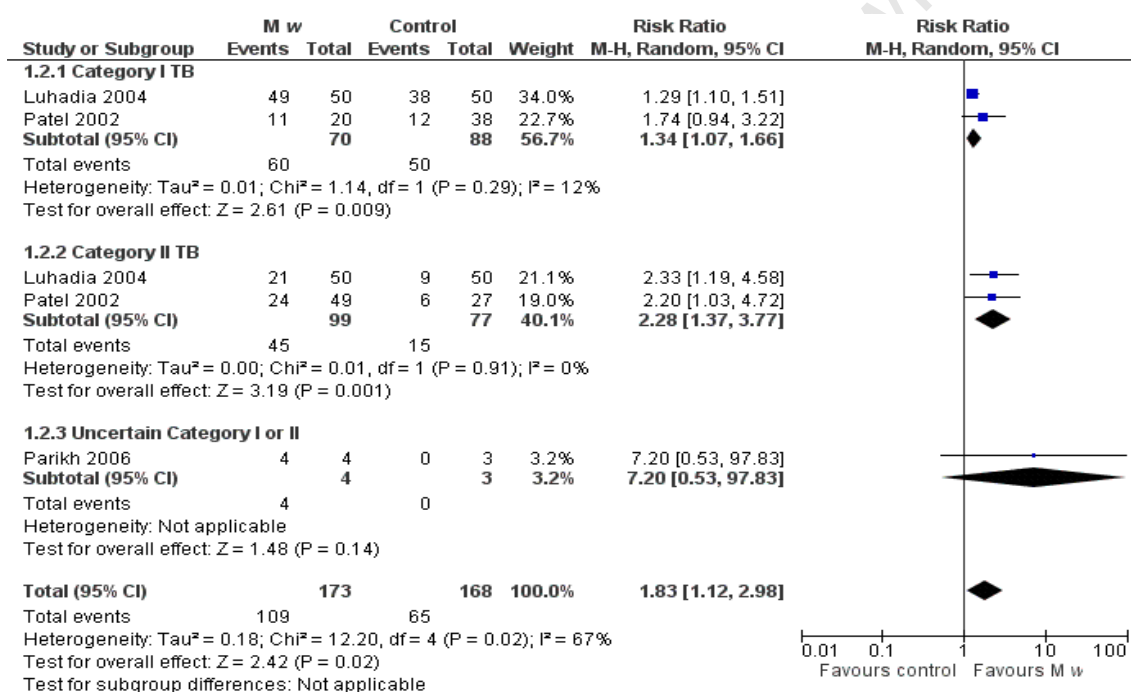 M w Control Risk Ratio Risk Ratio
Study or Subgroup Events Total Events Total Weight M-H, Random, 95% CI M-H, Random, 95% CI
1.2.1 Category I TB
Luhadia 2004 49 50 38 50 34.0% 1.29 [1.10, 1.51]
Patel 2002 11 20 12 38 22.7% 1.74 [0.94, 3.22]
Subtotal (95% CI) 70 88 56.7% 1.34 [1.07, 1.66]
Total events 60 50
Heterogeneity: Tau² = 0.01; Chi² = 1.14, df = 1 (P = 0.29); I² = 12%
Test for overall effect: Z = 2.61 (P = 0.009)
1.2.2 Category II TB
Luhadia 2004 21 50 9 50 21.1% 2.33 [1.19, 4.58]
Patel 2002 24 49 6 27 19.0% 2.20 [1.03, 4.72]
Subtotal (95% CI) 99 77 40.1% 2.28 [1.37, 3.77]
Total events 45 15
Heterogeneity: Tau² = 0.00; Chi² = 0.01, df = 1 (P = 0.91); I² = 0%
Test for overall effect: Z = 3.19 (P = 0.001)
1.2.3 Uncertain Category I or II
Parikh 2006 4 4 0 3 3.2% 7.20 [0.53, 97.83]
Subtotal (95% CI) 4 3 3.2% 7.20 [0.53, 97.83]
Total events 4 0
Heterogeneity: Not applicable
Test for overall effect: Z = 1.48 (P = 0.14)
Total (95% CI) 173 168 100.0% 1.83 [1.12, 2.98]
Total events 109 65
Heterogeneity: Tau² = 0.18; Chi² = 12.20, df = 4 (P = 0.02); I² = 67%
Test for overall effect: Z = 2.42 (P = 0.02)
Test for subgroup differences: Not applicable
0.01 0.1 1 10 100
Favours control Favours M w